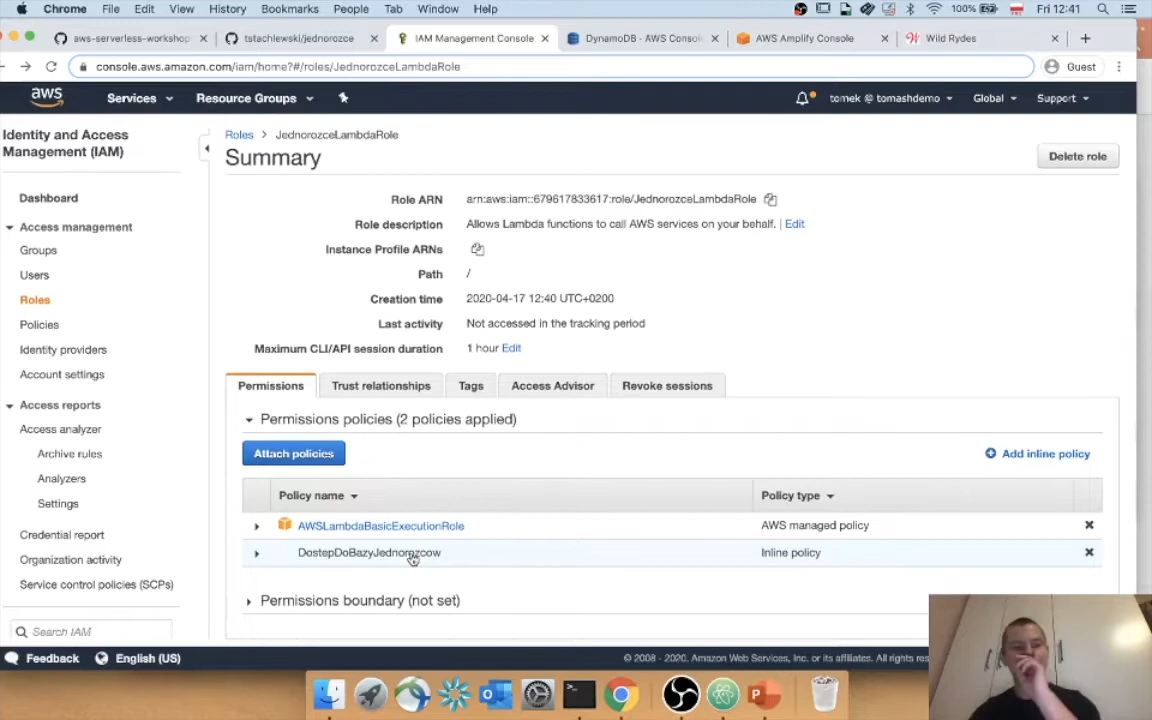 Chrome File Edit View History Bookmarks People Tab Window Help 100% Fri 12:41
aws-serverless-workshop
tstachlewski/jednorozce
IAM Management Console
DynamoDB - AWS Consol
AWS Amplify Console
Wild Rydes
console.aws.amazon.com/iam/home?#/roles/JednorozceLambdaRole
Guest
aws Services Resource Groups tomek @ tomashdemo Global Support
Identity and Access
Management (IAM)
Dashboard
Access management
Groups
Users
Roles
Policies
Identity providers
Account settings
Access reports
Access analyzer
Archive rules
Analyzers
Settings
Credential report
Organization activity
Service control policies (SCPs)
Search IAM
Roles > JednorozceLambdaRole
Summary
Delete role
Role ARN arn:aws:iam::679617833617:role/JednorozceLambdaRole
Role description Allows Lambda functions to call AWS services on your behalf. | Edit
Instance Profile ARNs
Path /
Creation time 2020-04-17 12:40 UTC+0200
Last activity Not accessed in the tracking period
Maximum CLI/API session duration 1 hour Edit
Permissions Trust relationships Tags Access Advisor Revoke sessions
Permissions policies (2 policies applied)
Attach policies
Add inline policy
Policy name Policy type
AWSLambdaBasicExecutionRole AWS managed policy
DostepDoBazyJednorozcow Inline policy
Permissions boundary (not set)
Feedback English (US) © 2008 - 2020, Amazon Web Services, Inc. or its affiliates. All rights res